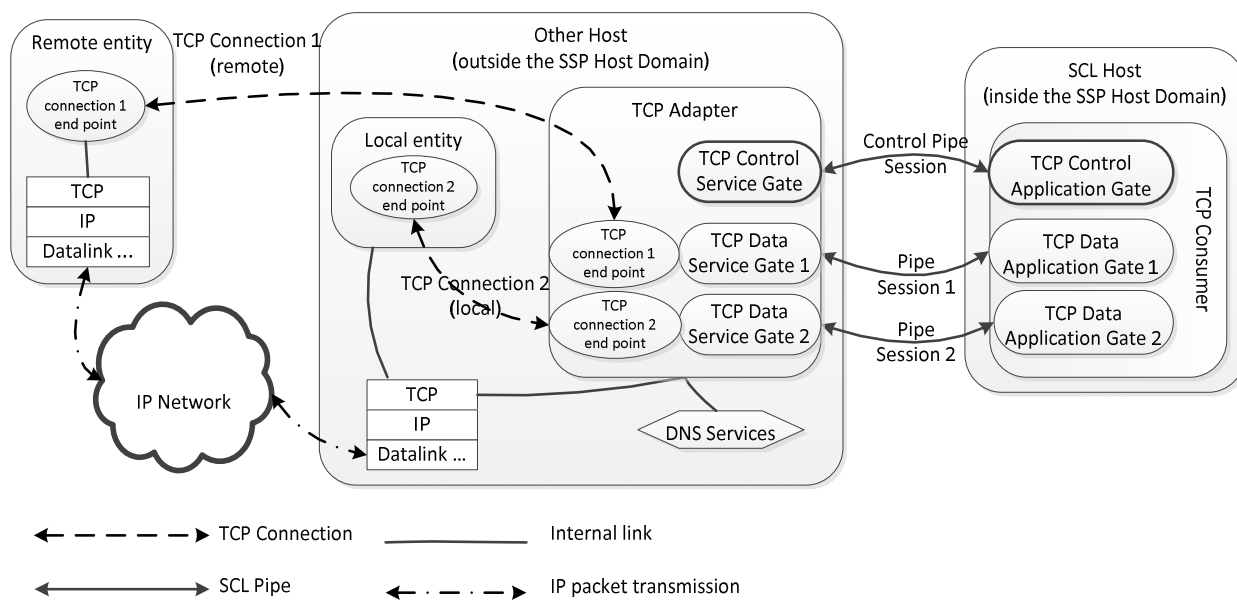 Remote entity
TCP
connection 1
end point
TCP
IP
Datalink ...
TCP Connection 1
(remote)
IP Network
Other Host
(outside the SSP Host Domain)
Local entity
TCP
connection 2
end point
TCP Connection 2
(local)
TCP
IP
Datalink ...
TCP Adapter
TCP Control
Service Gate
TCP
connection 1
end point
TCP Data
Service Gate 1
TCP
connection 2
end point
TCP Data
Service Gate 2
DNS Services
Control Pipe
Session
Pipe
Session 1
Pipe
Session 2
SCL Host
(inside the SSP Host Domain)
TCP Control
Application Gate
TCP Data
Application Gate 1
TCP Data
Application Gate 2
TCP Consumer
TCP Connection
Internal link
SCL Pipe
IP packet transmission